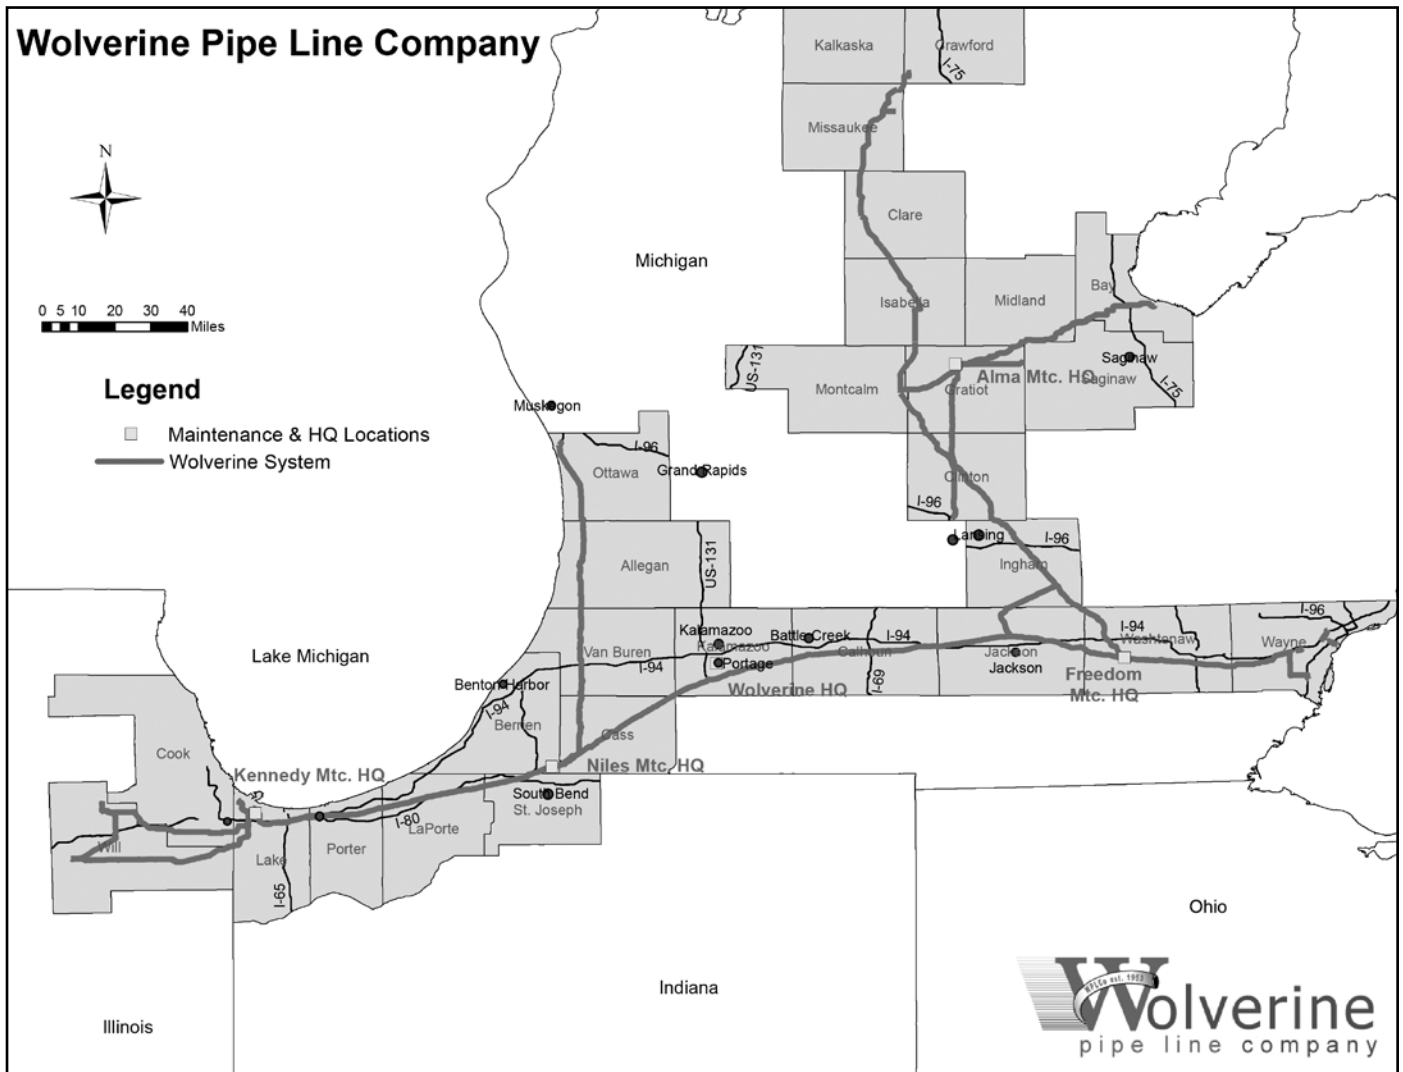 Wolverine Pipe Line Company
Kalkaska
Crawford
I-75
Missaukee
N
Clare
Michigan
Bay
Isabella
Midland
0 5 10 20 30 40
Miles
US-131
Saginaw
Alma Mtc. HQ
Saginaw
I-75
Legend
Montcalm
Gratiot
Muskegon
Maintenance & HQ Locations
Wolverine System
I-96
Ottawa
Grand Rapids
Clinton
I-96
Lansing
I-96
Allegan
US-131
Ingham
I-96
Kalamazoo
Battle Creek
I-94
I-94
Washtenaw
Wayne
Lake Michigan
Van Buren
Kalamazoo
Calhoun
Jackson
I-94
Portage
Jackson
Benton Harbor
Wolverine HQ
I-69
Freedom
Mtc. HQ
I-94
Berrien
Cass
Cook
Kennedy Mtc. HQ
Niles Mtc. HQ
South Bend
St. Joseph
I-80
LaPorte
Will
Lake
Porter
I-65
Ohio
Indiana
Illinois
WPLCo est. 1953
Wolverine
pipe line company